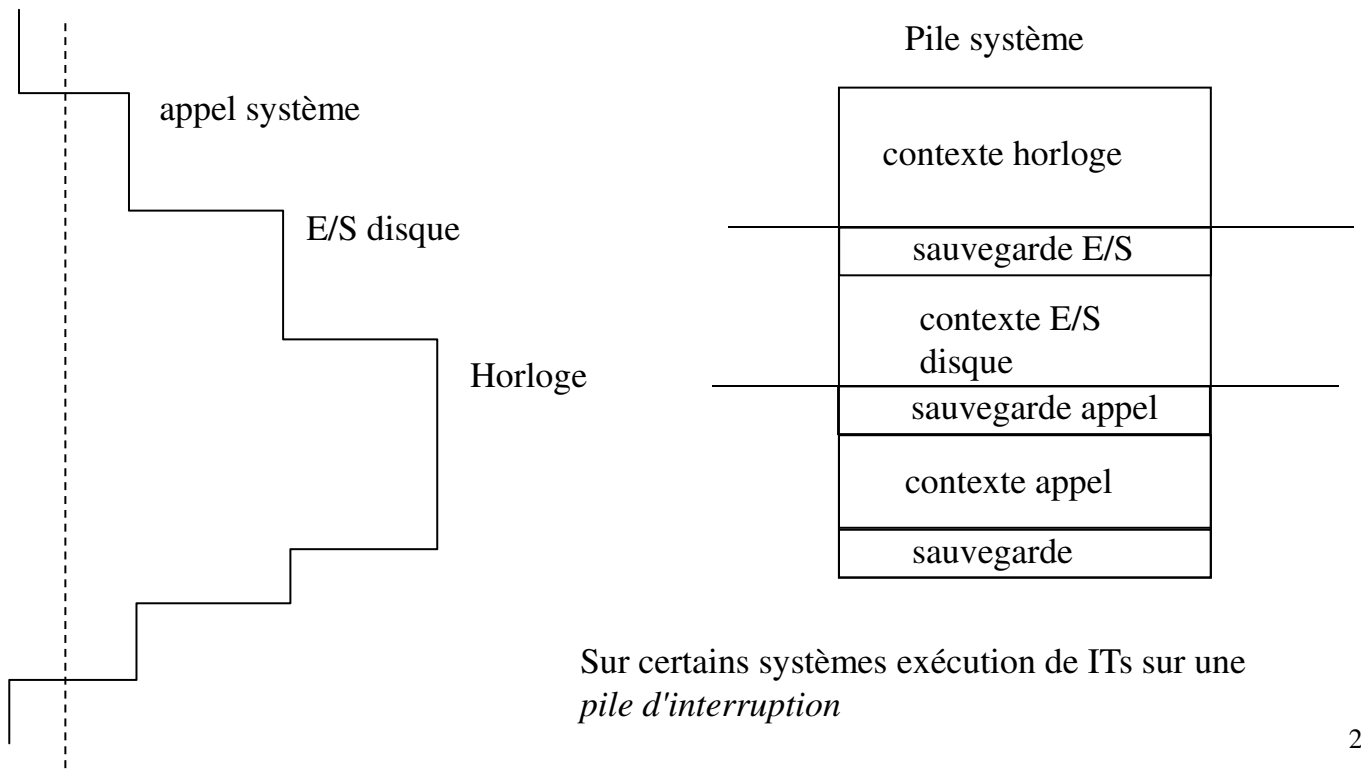 appel système
E/S disque
Horloge
Pile système
contexte horloge
sauvegarde E/S
contexte E/S
disque
sauvegarde appel
contexte appel
sauvegarde
Sur certains systèmes exécution de ITs sur une
pile d'interruption
2